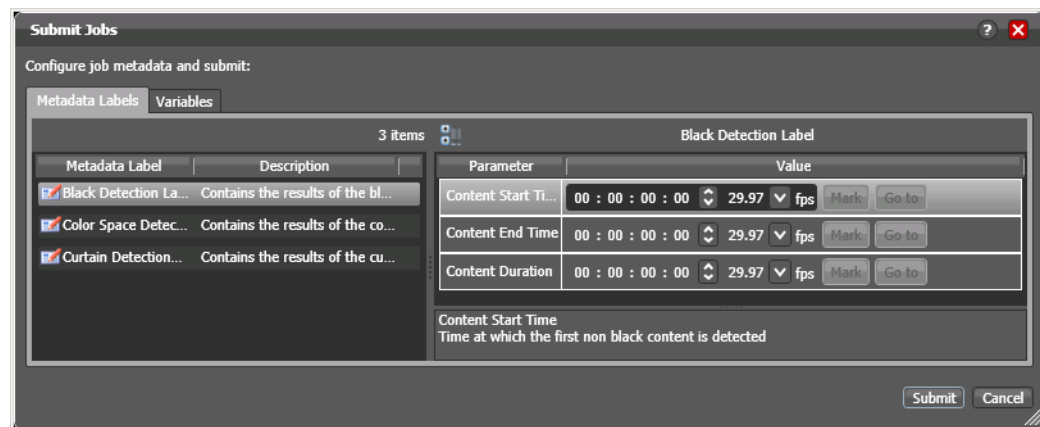 Submit Jobs ?
Configure job metadata and submit:
Metadata Labels Variables
3 items Black Detection Label
Metadata Label Description Parameter Value
Black Detection La... Contains the results of the bl... Content Start Ti... 00 : 00 : 00 : 00 29.97 fps Mark Go to
Color Space Detec... Contains the results of the co... Content End Time 00 : 00 : 00 : 00 29.97 fps Mark Go to
Curtain Detection... Contains the results of the cu... Content Duration 00 : 00 : 00 : 00 29.97 fps Mark Go to
Content Start Time
Time at which the first non black content is detected
Submit Cancel